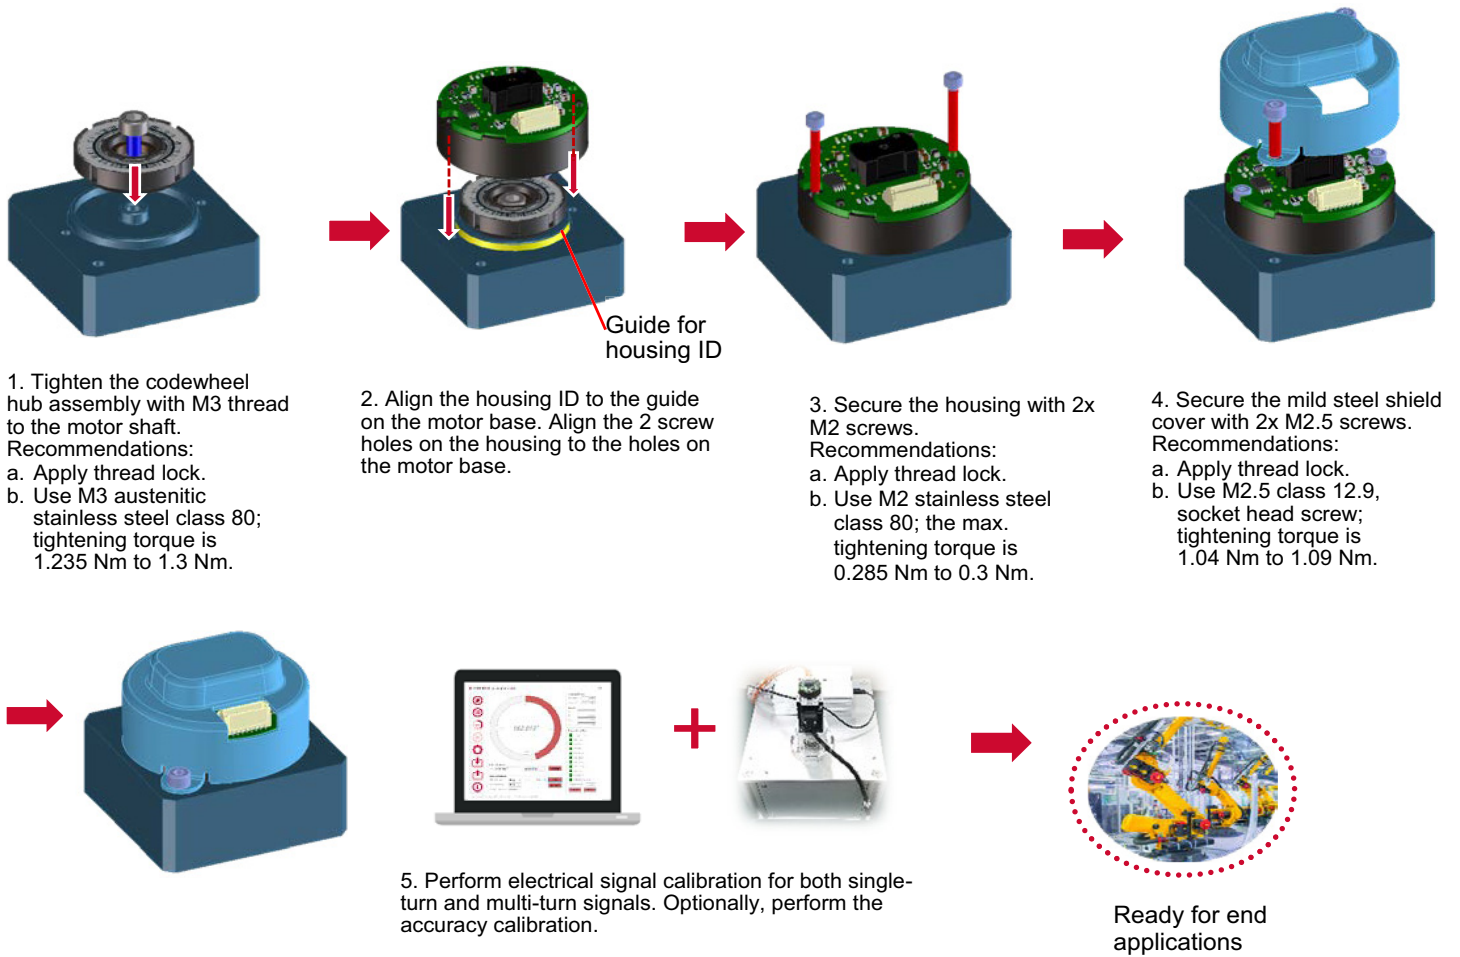 Guide for
housing ID
1. Tighten the codewheel
hub assembly with M3 thread
to the motor shaft.
Recommendations:
a. Apply thread lock.
b. Use M3 austenitic
stainless steel class 80;
tightening torque is
1.235 Nm to 1.3 Nm.
2. Align the housing ID to the guide
on the motor base. Align the 2 screw
holes on the housing to the holes on
the motor base.
3. Secure the housing with 2x
M2 screws.
Recommendations:
a. Apply thread lock.
b. Use M2 stainless steel
class 80; the max.
tightening torque is
0.285 Nm to 0.3 Nm.
4. Secure the mild steel shield
cover with 2x M2.5 screws.
Recommendations:
a. Apply thread lock.
b. Use M2.5 class 12.9,
socket head screw;
tightening torque is
1.04 Nm to 1.09 Nm.
5. Perform electrical signal calibration for both single-
turn and multi-turn signals. Optionally, perform the
accuracy calibration.
Ready for end
applications